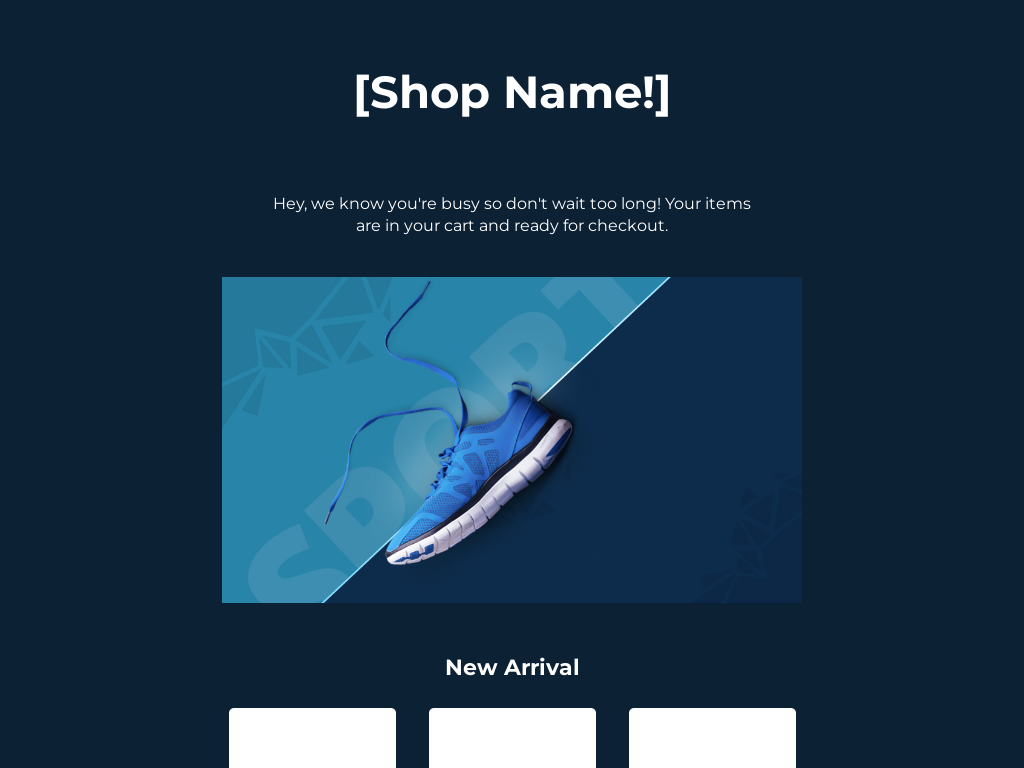 [Shop Name!]
Hey, we know you're busy so don't wait too long! Your items
are in your cart and ready for checkout.
SPORT
New Arrival